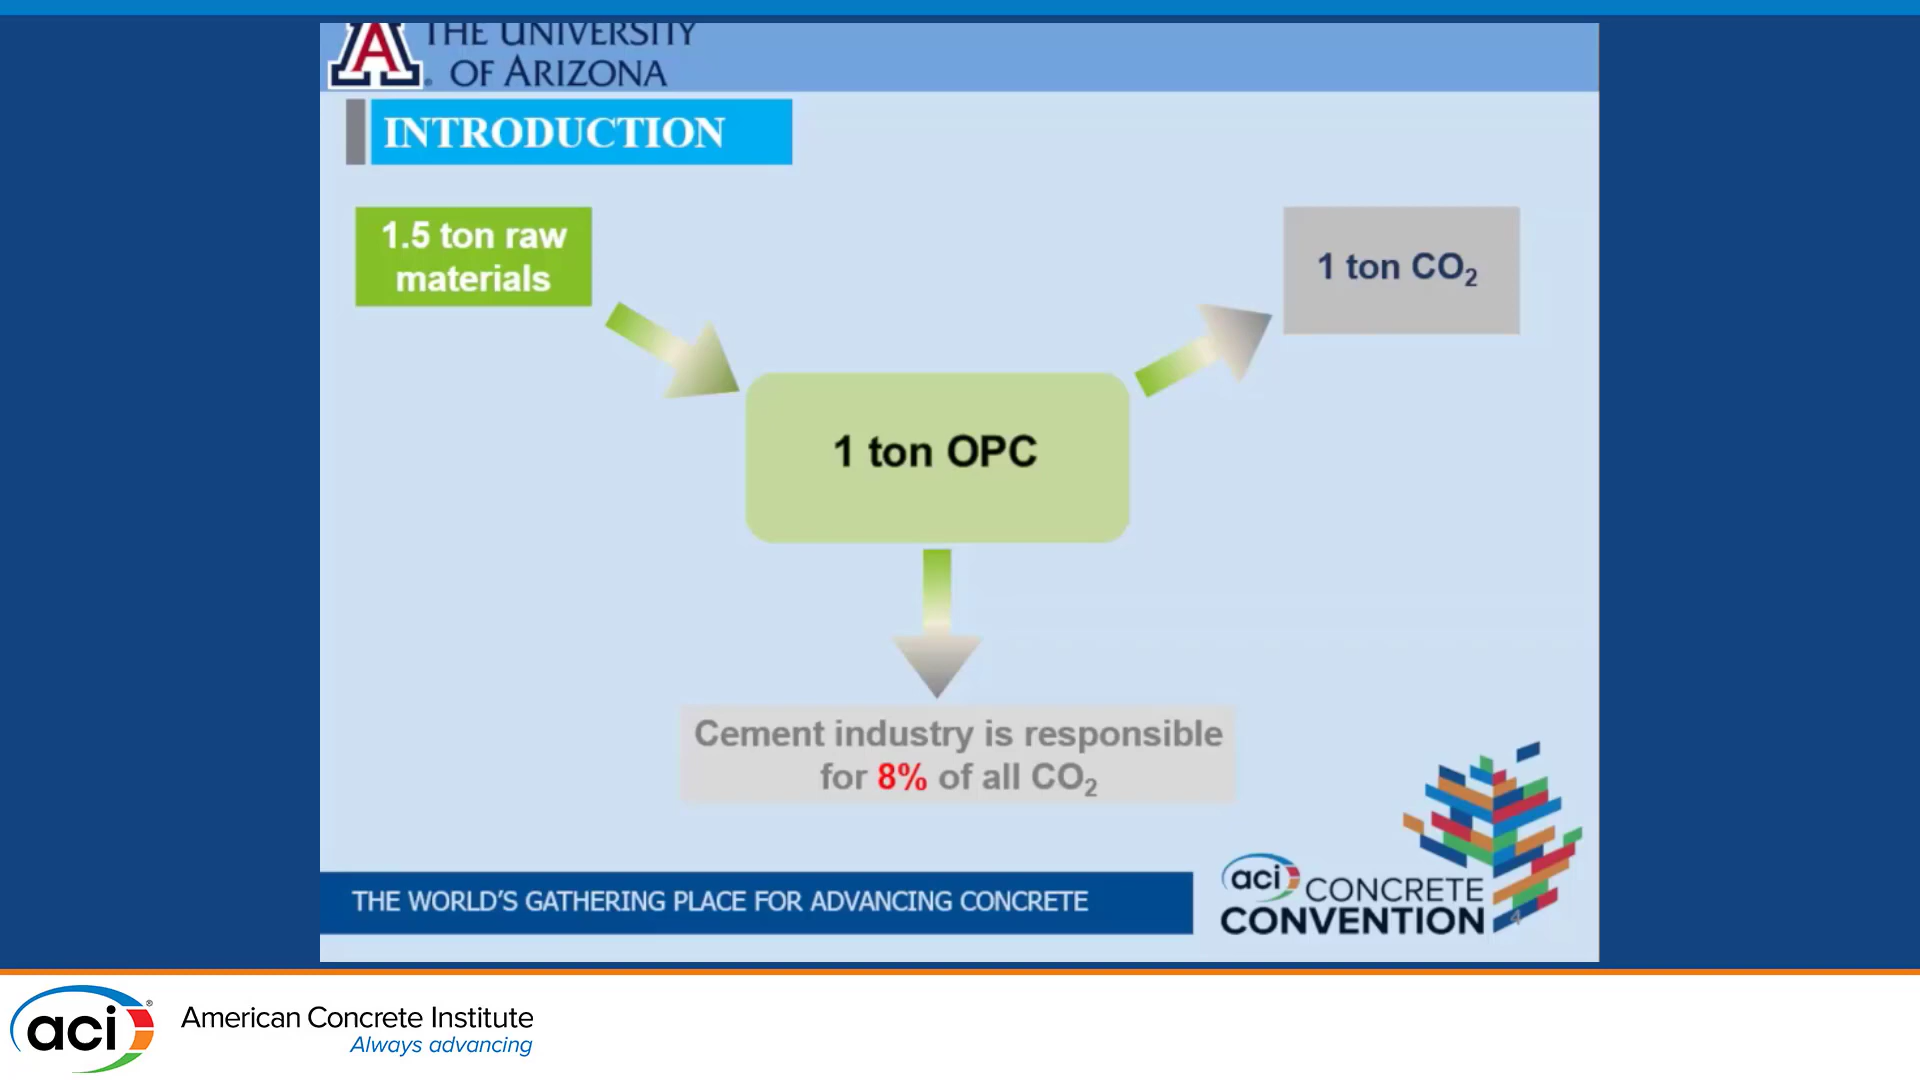 THE UNIVERSITY
OF ARIZONA
INTRODUCTION
1.5 ton raw
materials
1 ton CO₂
1 ton OPC
Cement industry is responsible
for 8% of all CO₂
THE WORLD'S GATHERING PLACE FOR ADVANCING CONCRETE
aci CONCRETE
CONVENTION
4
aci®
American Concrete Institute
Always advancing